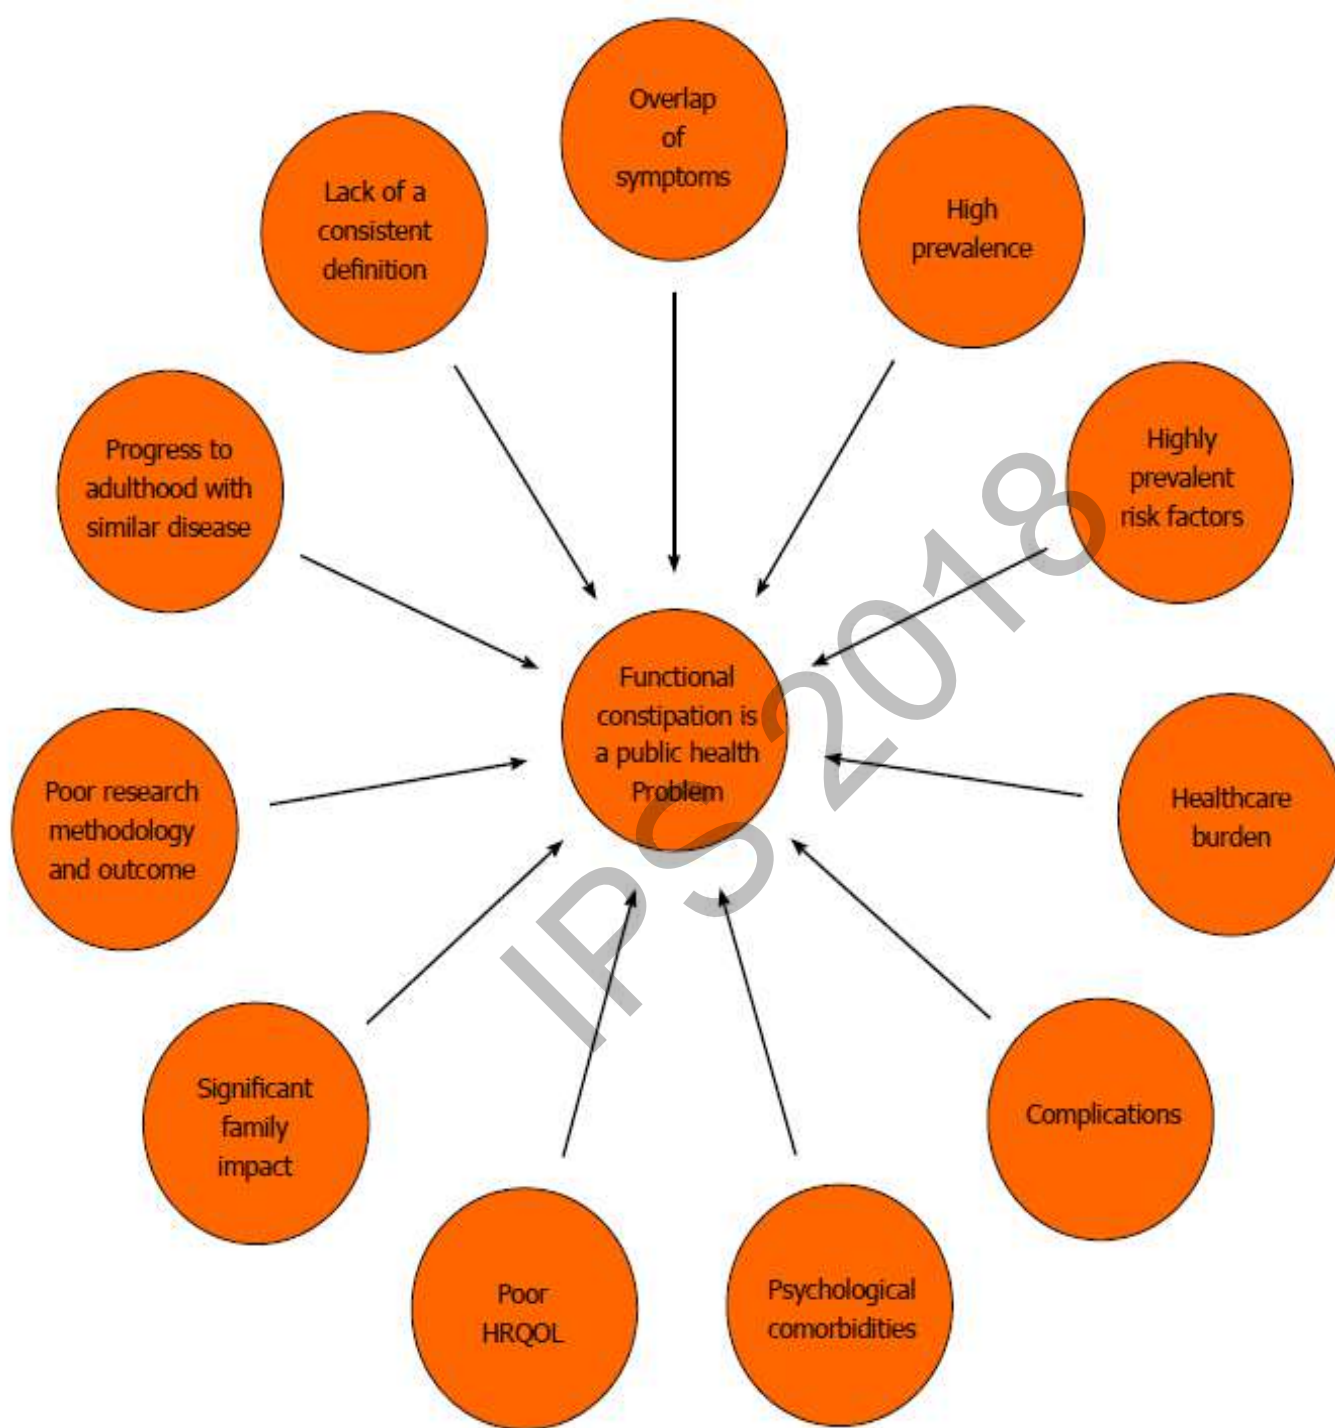 Overlap
of
symptoms
Lack of a
consistent
definition
High
prevalence
Progress to
adulthood with
similar disease
Highly
prevalent
risk factors
Functional
constipation is
a public health
Problem
Poor research
methodology
and outcome
Healthcare
burden
Significant
family
impact
Complications
Poor
HRQOL
Psychological
comorbidities
IPS 2018